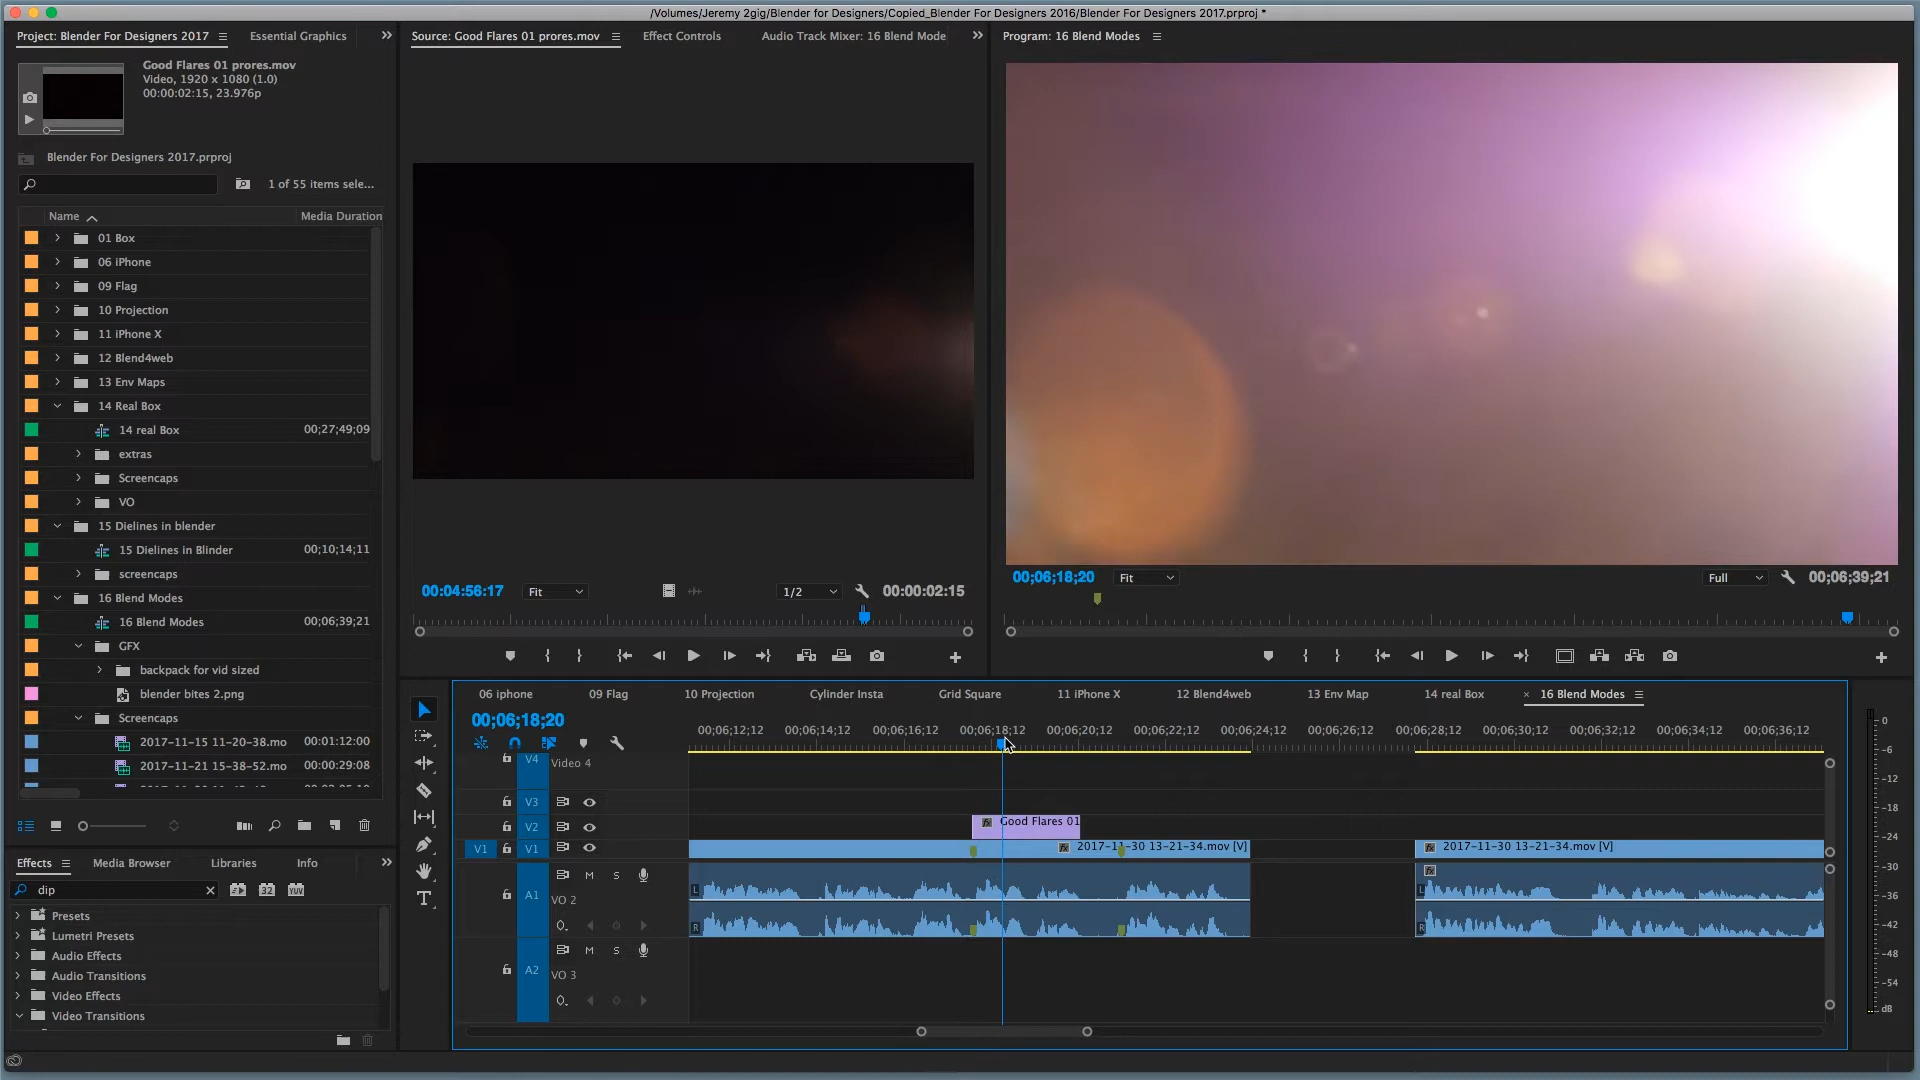 /Volumes/Jeremy 2gig/Blender for Designers/Copied_Blender For Designers 2016/Blender For Designers 2017.prproj *
Project: Blender For Designers 2017
Essential Graphics
Good Flares 01 prores.mov
Video, 1920 x 1080 (1.0)
00:00:02:15, 23.976p
Blender For Designers 2017.prproj
1 of 55 items sele...
Name
Media Duration
01 Box
06 iPhone
09 Flag
10 Projection
11 iPhone X
12 Blend4web
13 Env Maps
14 Real Box
14 real Box 00;27;49;09
extras
Screencaps
VO
15 Dielines in blender
15 Dielines in Blinder 00;10;14;11
screencaps
16 Blend Modes
16 Blend Modes 00;06;39;21
GFX
backpack for vid sized
blender bites 2.png
Screencaps
2017-11-15 11-20-38.mo 00:01:12:00
2017-11-21 15-38-52.mo 00:00:29:08
Source: Good Flares 01 prores.mov
Effect Controls
Audio Track Mixer: 16 Blend Mode
00:04:56:17
Fit
1/2
00:00:02:15
Program: 16 Blend Modes
00;06;18;20
Fit
Full
00;06;39;21
Effects
Media Browser
Libraries
Info
dip
32
Presets
Lumetri Presets
Audio Effects
Audio Transitions
Video Effects
Video Transitions
06 iphone
09 Flag
10 Projection
Cylinder Insta
Grid Square
11 iPhone X
12 Blend4web
13 Env Map
14 real Box
× 16 Blend Modes
00;06;18;20
00;06;12;12
00;06;14;12
00;06;16;12
00;06;18;12
00;06;20;12
00;06;22;12
00;06;24;12
00;06;26;12
00;06;28;12
00;06;30;12
00;06;32;12
00;06;34;12
00;06;36;12
V4 Video 4
V3
V2
fx Good Flares 01
V1 V1
fx 2017-11-30 13-21-34.mov [V]
fx 2017-11-30 13-21-34.mov [V]
A1 M S
VO 2
L
R
fx
L
R
A2 M S
VO 3
0
-6
-12
-18
-24
-30
-36
-42
-48
-54
dB